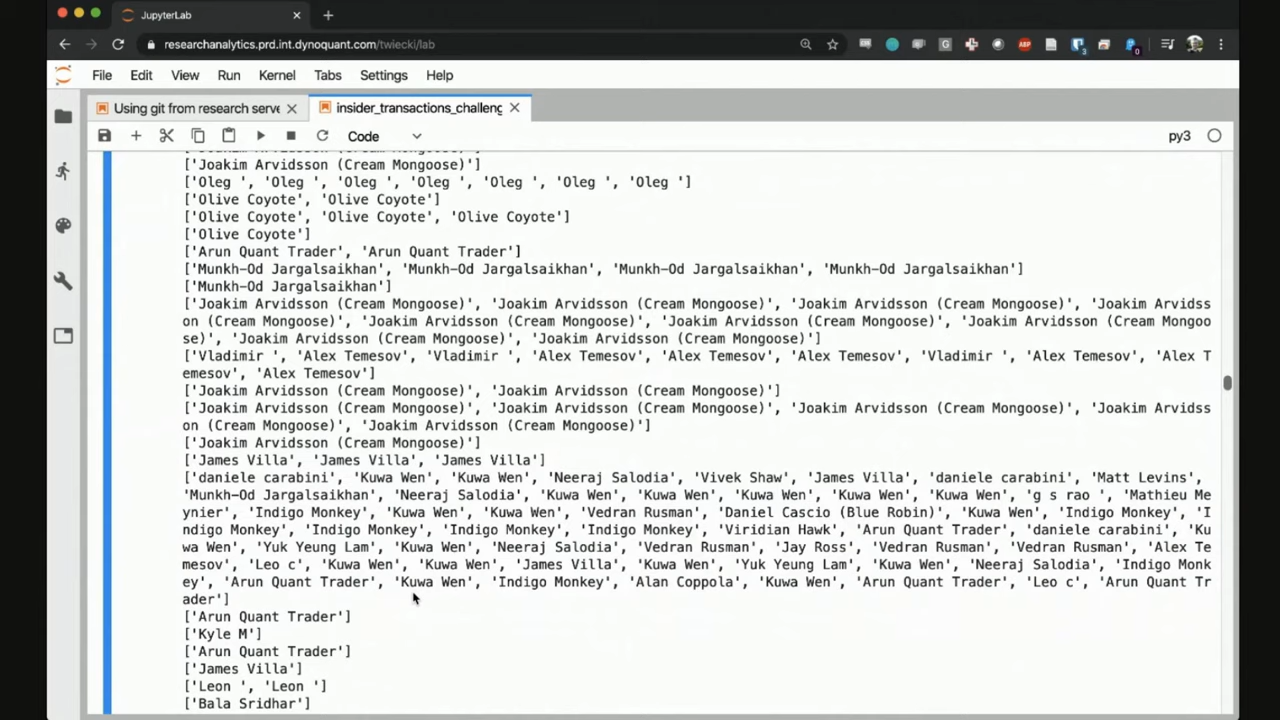 JupyterLab
researchanalytics.prd.int.dynoquant.com/twiecki/lab
File Edit View Run Kernel Tabs Settings Help
Using git from research serve
insider_transactions_challeng
Code
py3
['Joakim Arvidsson (Cream Mongoose)']
['Oleg ', 'Oleg ', 'Oleg ', 'Oleg ', 'Oleg ', 'Oleg ', 'Oleg ']
['Olive Coyote', 'Olive Coyote']
['Olive Coyote', 'Olive Coyote', 'Olive Coyote']
['Olive Coyote']
['Arun Quant Trader', 'Arun Quant Trader']
['Munkh-Od Jargalsaikhan', 'Munkh-Od Jargalsaikhan', 'Munkh-Od Jargalsaikhan', 'Munkh-Od Jargalsaikhan']
['Munkh-Od Jargalsaikhan']
['Joakim Arvidsson (Cream Mongoose)', 'Joakim Arvidsson (Cream Mongoose)', 'Joakim Arvidsson (Cream Mongoose)', 'Joakim Arvidss
on (Cream Mongoose)', 'Joakim Arvidsson (Cream Mongoose)', 'Joakim Arvidsson (Cream Mongoose)', 'Joakim Arvidsson (Cream Mongoo
se)', 'Joakim Arvidsson (Cream Mongoose)', 'Joakim Arvidsson (Cream Mongoose)']
['Vladimir ', 'Alex Temesov', 'Vladimir ', 'Alex Temesov', 'Alex Temesov', 'Alex Temesov', 'Vladimir ', 'Alex Temesov', 'Alex T
emesov', 'Alex Temesov']
['Joakim Arvidsson (Cream Mongoose)', 'Joakim Arvidsson (Cream Mongoose)']
['Joakim Arvidsson (Cream Mongoose)', 'Joakim Arvidsson (Cream Mongoose)', 'Joakim Arvidsson (Cream Mongoose)', 'Joakim Arvidss
on (Cream Mongoose)', 'Joakim Arvidsson (Cream Mongoose)']
['Joakim Arvidsson (Cream Mongoose)']
['James Villa', 'James Villa', 'James Villa']
['daniele carabini', 'Kuwa Wen', 'Kuwa Wen', 'Neeraj Salodia', 'Vivek Shaw', 'James Villa', 'daniele carabini', 'Matt Levins',
'Munkh-Od Jargalsaikhan', 'Neeraj Salodia', 'Kuwa Wen', 'Kuwa Wen', 'Kuwa Wen', 'Kuwa Wen', 'Kuwa Wen', 'g s rao ', 'Mathieu Me
ynier', 'Indigo Monkey', 'Kuwa Wen', 'Kuwa Wen', 'Vedran Rusman', 'Daniel Cascio (Blue Robin)', 'Kuwa Wen', 'Indigo Monkey', 'I
ndigo Monkey', 'Indigo Monkey', 'Indigo Monkey', 'Indigo Monkey', 'Viridian Hawk', 'Arun Quant Trader', 'daniele carabini', 'Ku
wa Wen', 'Yuk Yeung Lam', 'Kuwa Wen', 'Neeraj Salodia', 'Vedran Rusman', 'Jay Ross', 'Vedran Rusman', 'Vedran Rusman', 'Alex Te
mesov', 'Leo c', 'Kuwa Wen', 'Kuwa Wen', 'James Villa', 'Kuwa Wen', 'Yuk Yeung Lam', 'Kuwa Wen', 'Neeraj Salodia', 'Indigo Monk
ey', 'Arun Quant Trader', 'Kuwa Wen', 'Indigo Monkey', 'Alan Coppola', 'Kuwa Wen', 'Arun Quant Trader', 'Leo c', 'Arun Quant Tr
ader']
['Arun Quant Trader']
['Kyle M']
['Arun Quant Trader']
['James Villa']
['Leon ', 'Leon ']
['Bala Sridhar']